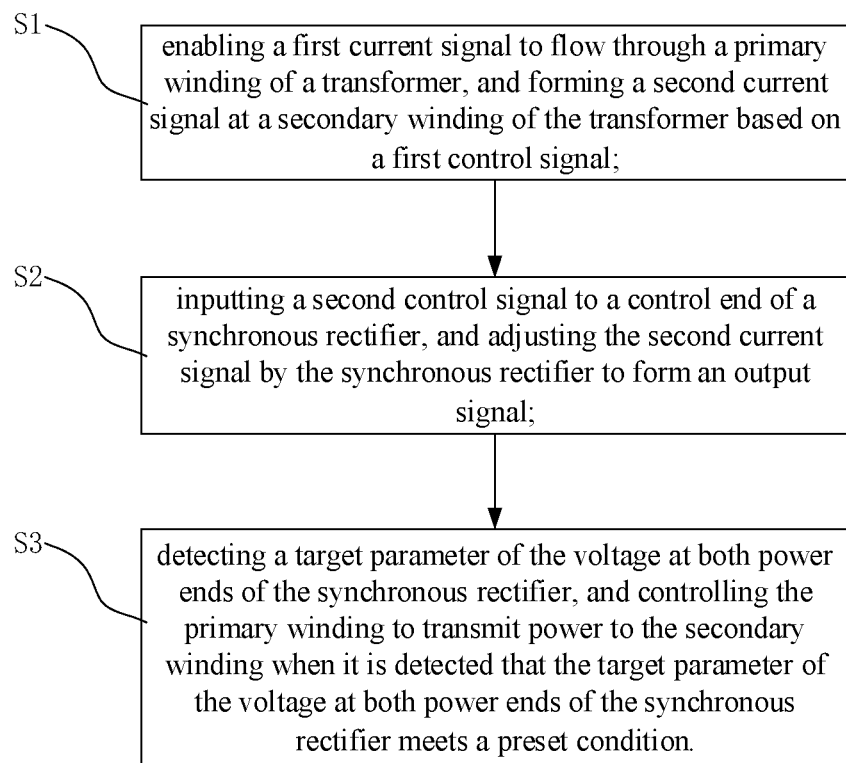 S1
enabling a first current signal to flow through a primary
winding of a transformer, and forming a second current
signal at a secondary winding of the transformer based on
a first control signal;
S2
inputting a second control signal to a control end of a
synchronous rectifier, and adjusting the second current
signal by the synchronous rectifier to form an output
signal;
S3
detecting a target parameter of the voltage at both power
ends of the synchronous rectifier, and controlling the
primary winding to transmit power to the secondary
winding when it is detected that the target parameter of
the voltage at both power ends of the synchronous
rectifier meets a preset condition.